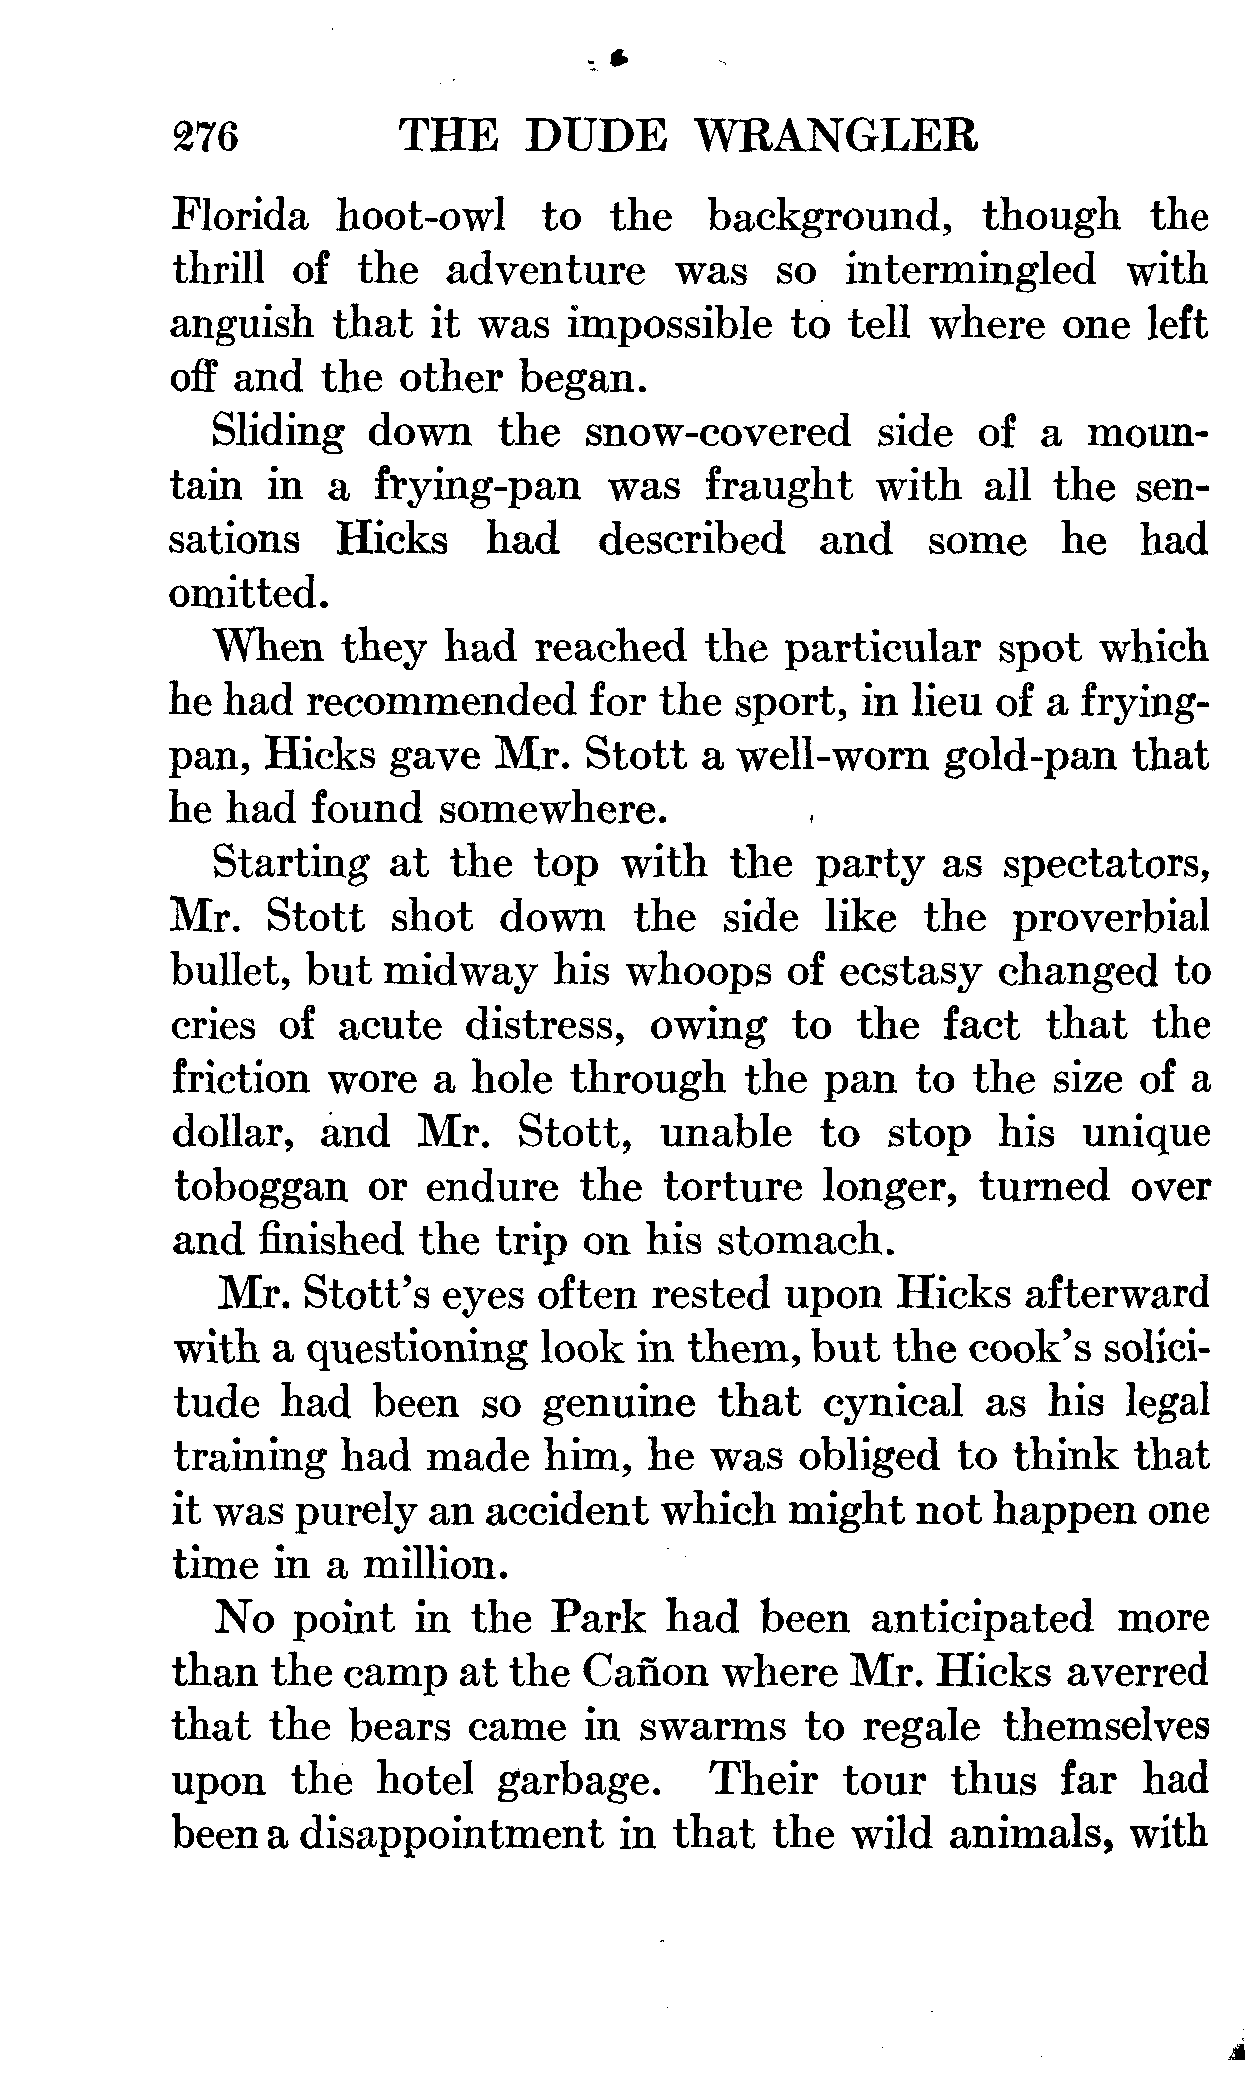 276 THE DUDE WRANGLER
Florida hoot-owl to the background, though the
thrill of the adventure was so intermingled with
anguish that it was impossible to tell where one left
off and the other began.
Sliding down the snow-covered side of a moun-
tain in a frying-pan was fraught with all the sen-
sations Hicks had described and some he had
omitted.
When they had reached the particular spot which
he had recommended for the sport, in lieu of a frying-
pan, Hicks gave Mr. Stott a well-worn gold-pan that
he had found somewhere.
Starting at the top with the party as spectators,
Mr. Stott shot down the side like the proverbial
bullet, but midway his whoops of ecstasy changed to
cries of acute distress, owing to the fact that the
friction wore a hole through the pan to the size of a
dollar, and Mr. Stott, unable to stop his unique
toboggan or endure the torture longer, turned over
and finished the trip on his stomach.
Mr. Stott's eyes often rested upon Hicks afterward
with a questioning look in them, but the cook's solici-
tude had been so genuine that cynical as his legal
training had made him, he was obliged to think that
it was purely an accident which might not happen one
time in a million.
No point in the Park had been anticipated more
than the camp at the Cañon where Mr. Hicks averred
that the bears came in swarms to regale themselves
upon the hotel garbage. Their tour thus far had
been a disappointment in that the wild animals, with